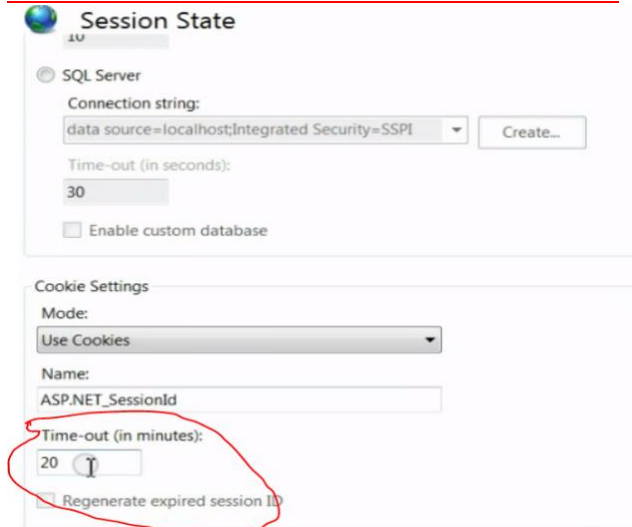 Session State
10
SQL Server
Connection string:
data source=localhost;Integrated Security=SSPI
Create...
Time-out (in seconds):
30
Enable custom database
Cookie Settings
Mode:
Use Cookies
Name:
ASP.NET_SessionId
Time-out (in minutes):
20
Regenerate expired session ID